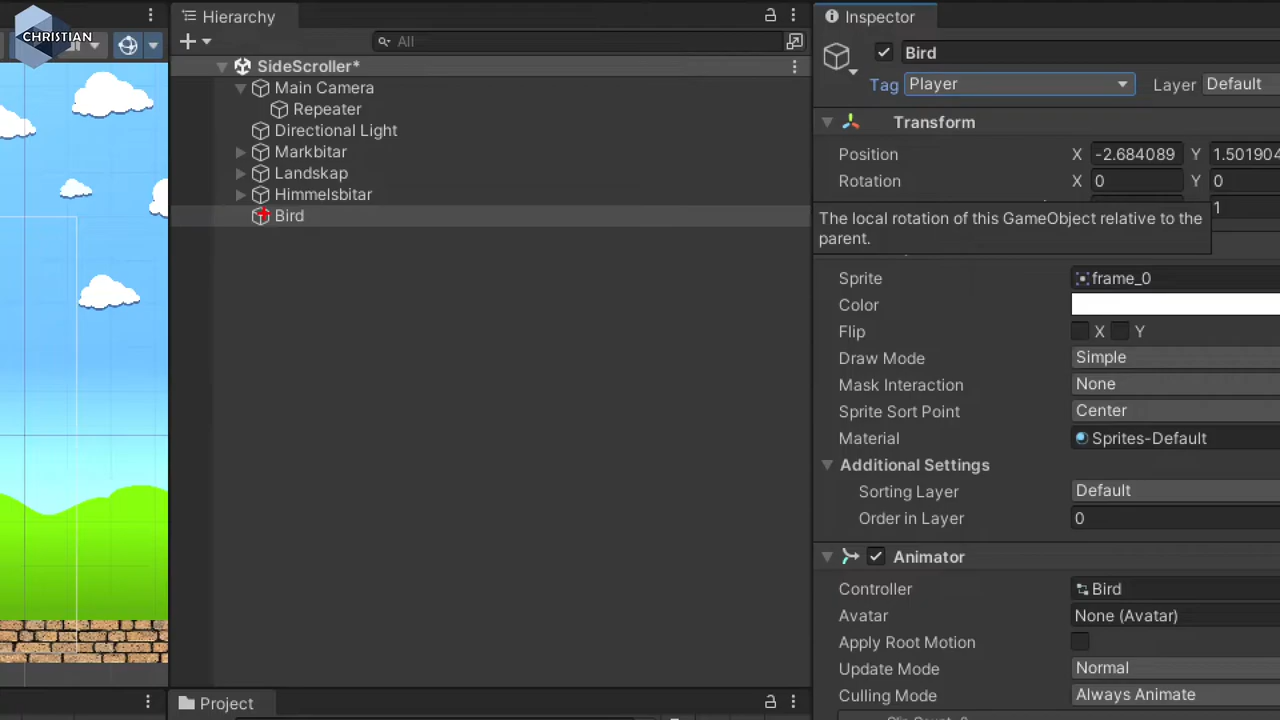 CHRISTIAN
Hierarchy
All
SideScroller*
Main Camera
Repeater
Directional Light
Markbitar
Landskap
Himmelsbitar
Bird
Project
Inspector
Bird
Tag Player Layer Default
Transform
Position X -2.684089 Y 1.501904
Rotation X 0 Y 0
1
The local rotation of this GameObject relative to the
parent.
Sprite frame_0
Color
Flip X Y
Draw Mode Simple
Mask Interaction None
Sprite Sort Point Center
Material Sprites-Default
Additional Settings
Sorting Layer Default
Order in Layer 0
Animator
Controller Bird
Avatar None (Avatar)
Apply Root Motion
Update Mode Normal
Culling Mode Always Animate